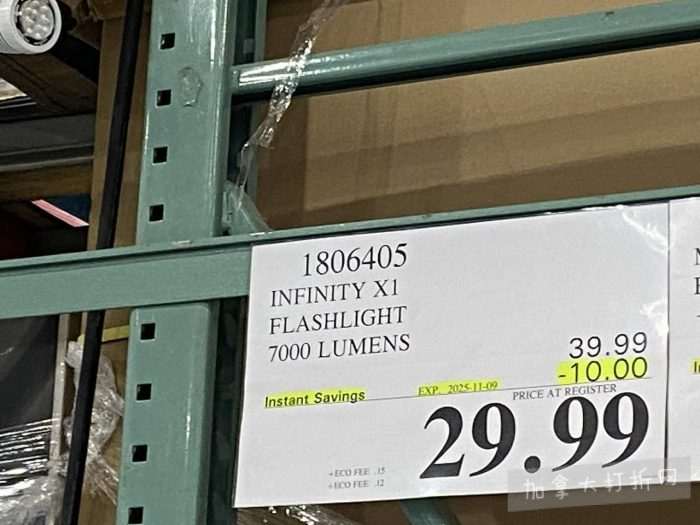 1806405
INFINITY X1
FLASHLIGHT
7000 LUMENS
39.99
-10.00
Instant Savings
EXP. 2025-11-09
PRICE AT REGISTER
29.99
+ECO FEE .15
+ECO FEE .12
加拿大打折网